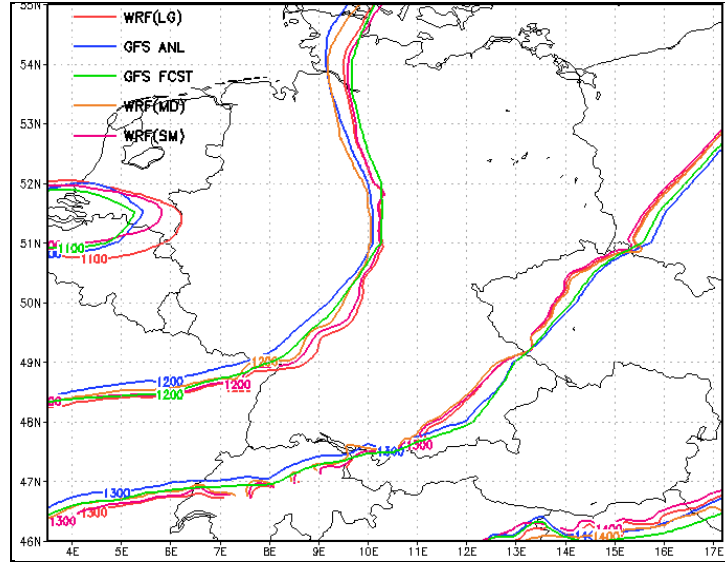 55N
WRF(LG)
GFS ANL
54N
GFS FCST
WRF(MD)
53N
WRF(SM)
52N
51N
1100
1100
50N
49N
1200
1200
1200
1200
48N
1300
1300
47N
1300
1300
1300
1400
1400
46N
4E 5E 6E 7E 8E 9E 10E 11E 12E 13E 14E 15E 16E 17E